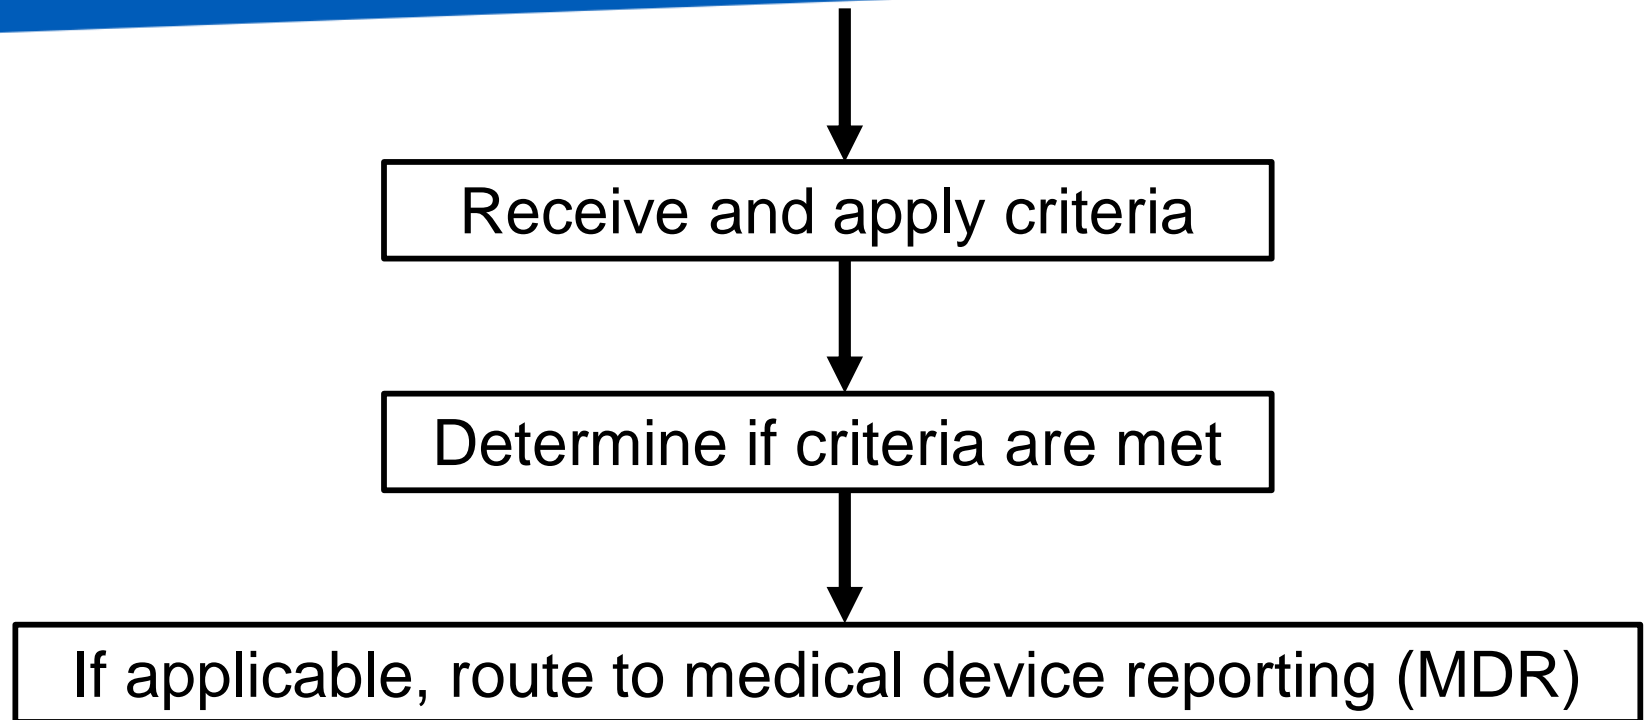 Receive and apply criteria
Determine if criteria are met
If applicable, route to medical device reporting (MDR)